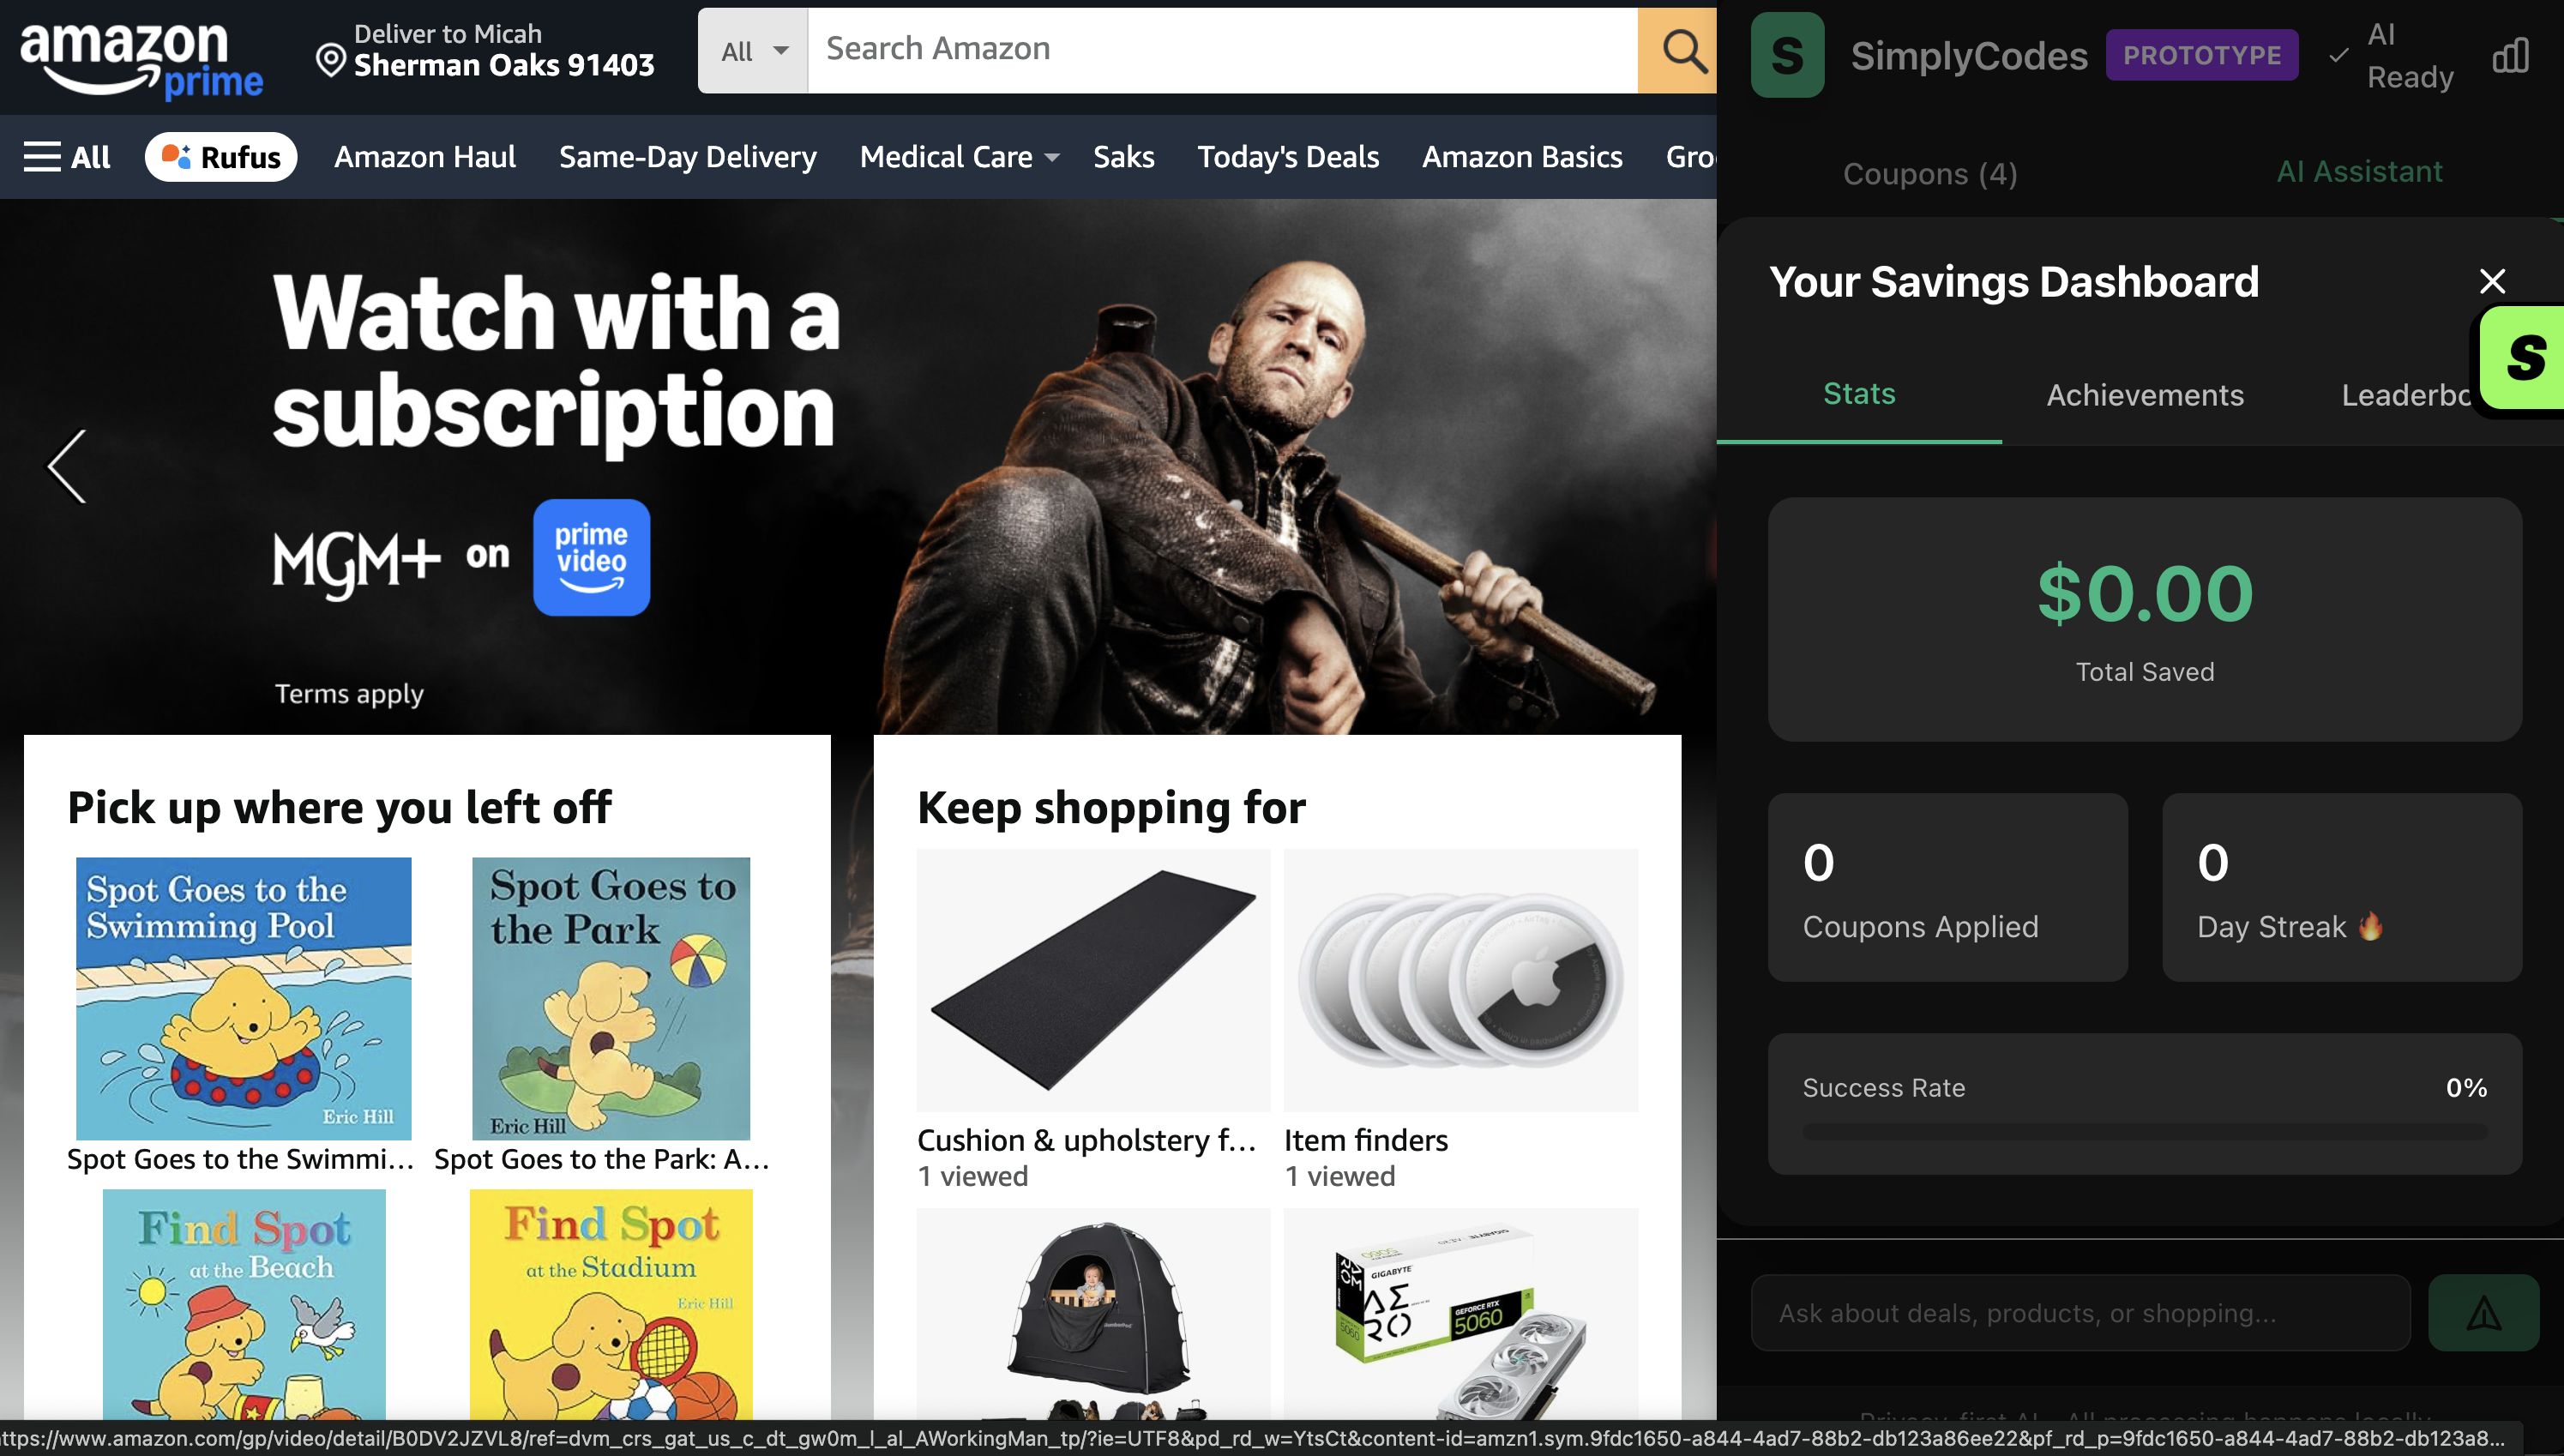 amazon
prime
Deliver to Micah
Sherman Oaks 91403
All
Search Amazon
All
Rufus
Amazon Haul
Same-Day Delivery
Medical Care
Saks
Today's Deals
Amazon Basics
Gro
Watch with a
subscription
MGM+ on
prime
video
Terms apply
Pick up where you left off
Spot Goes to the
Swimming Pool
Eric Hill
Spot Goes to the Swimmi...
Spot Goes to
the Park
Eric Hill
Spot Goes to the Park: A...
Find Spot
at the Beach
Find Spot
at the Stadium
Eric Hill
Keep shopping for
Cushion & upholstery f...
1 viewed
Item finders
1 viewed
GIGABYTE
AERO
GEFORCE RTX
5060
S
SimplyCodes
PROTOTYPE
AI
Ready
Coupons (4)
AI Assistant
Your Savings Dashboard
S
Stats
Achievements
Leaderbo
$0.00
Total Saved
0
Coupons Applied
0
Day Streak 🔥
Success Rate
0%
Ask about deals, products, or shopping...
Privacy-first AI All processing happens locally
ttps://www.amazon.com/gp/video/detail/B0DV2JZVL8/ref=dvm_crs_gat_us_c_dt_gw0m_l_al_AWorkingMan_tp/?ie=UTF8&pd_rd_w=YtsCt&content-id=amzn1.sym.9fdc1650-a844-4ad7-88b2-db123a86ee22&pf_rd_p=9fdc1650-a844-4ad7-88b2-db123a8...